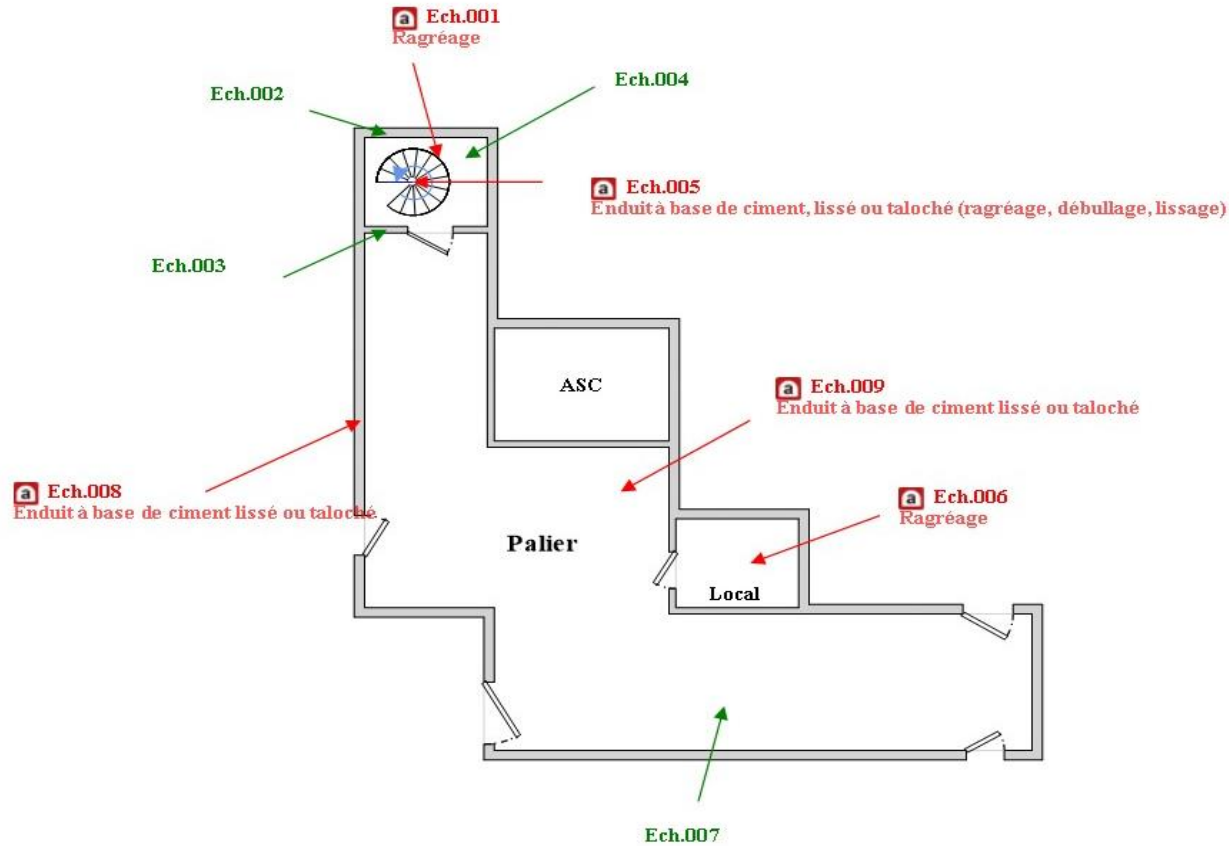 a Ech.001
Ragréage
Ech.002
Ech.004
a Ech.005
Enduit à base de ciment, lissé ou taloché (ragréage, débullage, lissage)
Ech.003
ASC
a Ech.009
Enduit à base de ciment lissé ou taloché
a Ech.008
Enduit à base de ciment lissé ou taloché
a Ech.006
Ragréage
Palier
Local
Ech.007